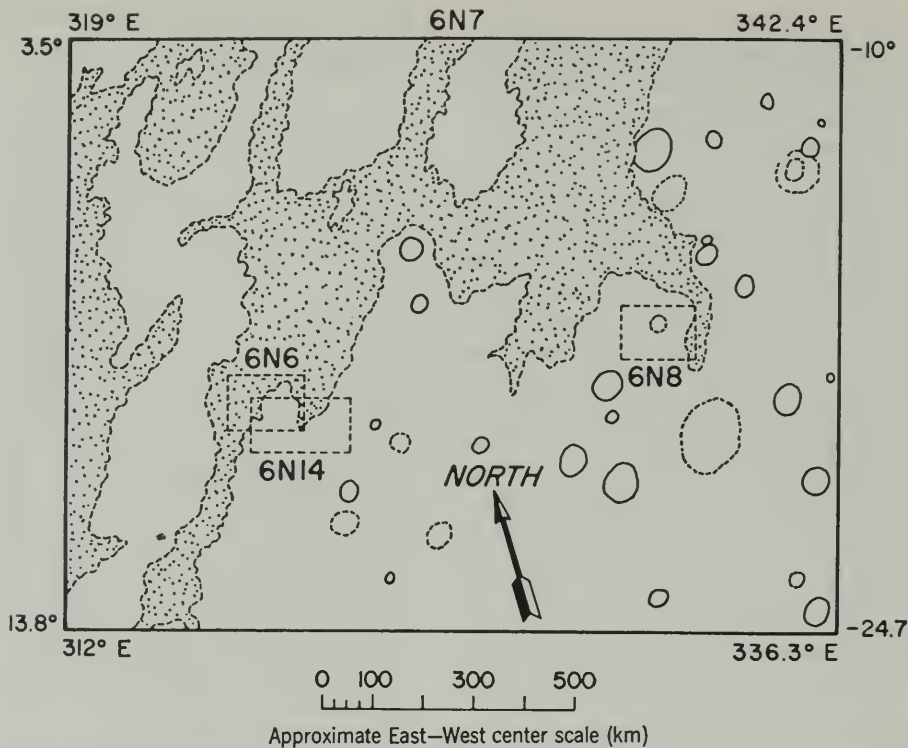 319° E 6N7 342.4° E
3.5° -10°
6N6
6N8
6N14
NORTH
13.8° -24.7
312° E 336.3° E
0 100 300 500
Approximate East–West center scale (km)